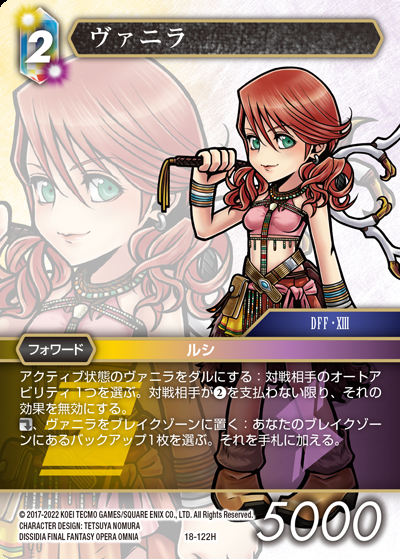 2
ヴァニラ
DFF・XIII
フォワード
ルシ
アクティブ状態のヴァニラをダルにする：対戦相手のオートア
ビリティ1つを選ぶ。対戦相手が❷を支払わない限り、それの
効果を無効にする。
、ヴァニラをブレイクゾーンに置く：あなたのブレイクゾー
ンにあるバックアップ1枚を選ぶ。それを手札に加える。
© 2017-2022 KOEI TECMO GAMES/SQUARE ENIX CO., LTD. All Rights Reserved.
CHARACTER DESIGN: TETSUYA NOMURA
DISSIDIA FINAL FANTASY OPERA OMNIA
18-122H
5000